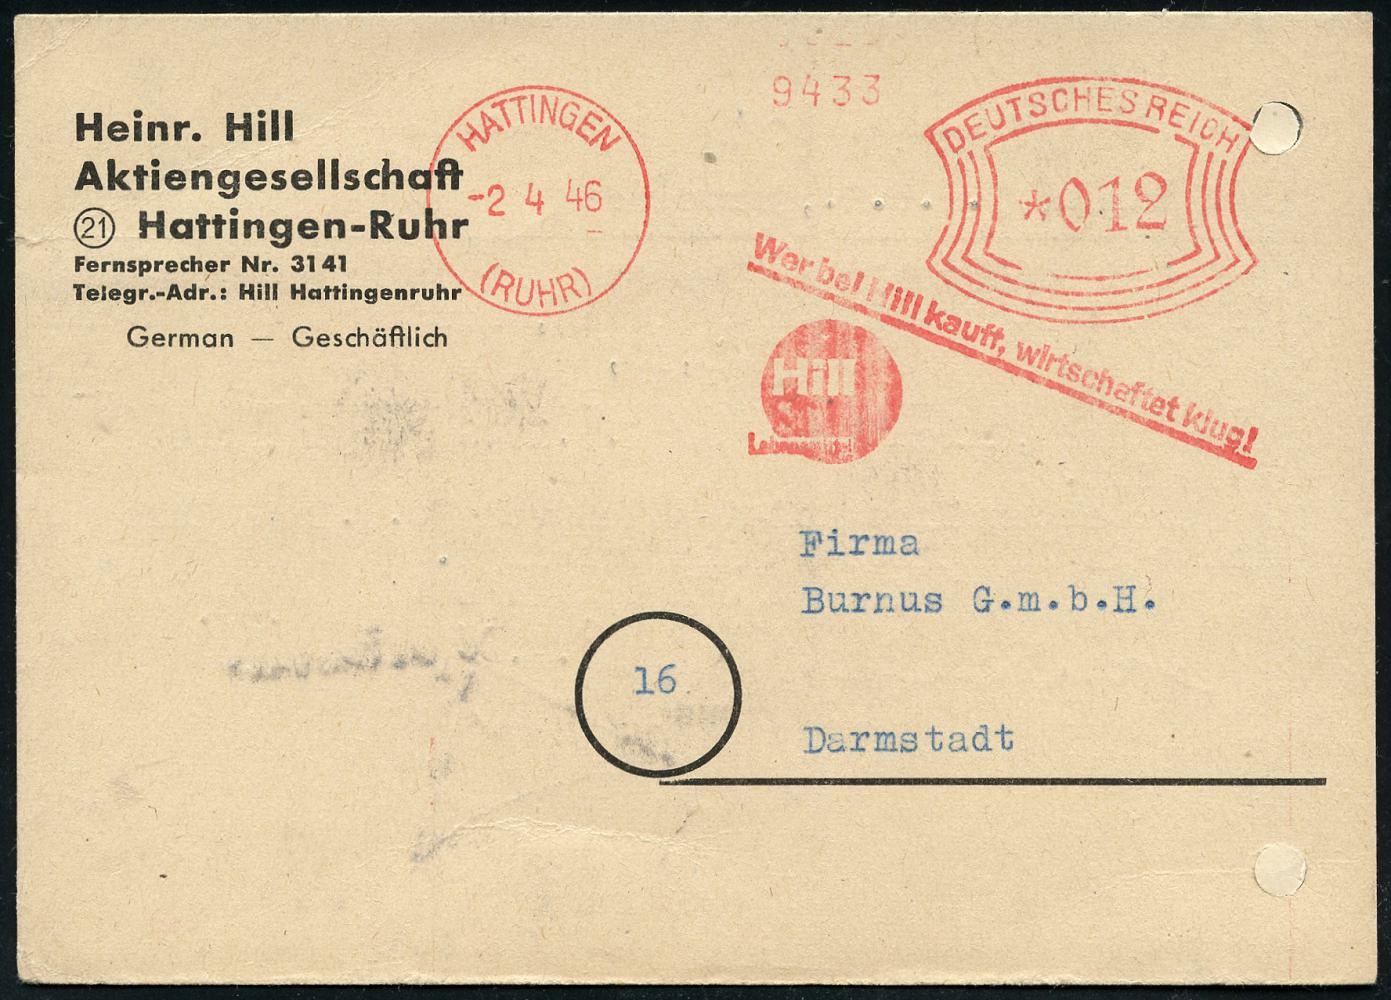 Heinr. Hill
Aktiengesellschaft
21 Hattingen-Ruhr
Fernsprecher Nr. 3141
Telegr.-Adr.: Hill Hattingenruhr
German — Geschäftlich
HATTINGEN
-2 4 46
(RUHR)
9433
DEUTSCHES REICH
*012
Wer bei Hill kauft, wirtschaftet klug!
Hill
Firma
Burnus G.m.b.H.
16
Darmstadt